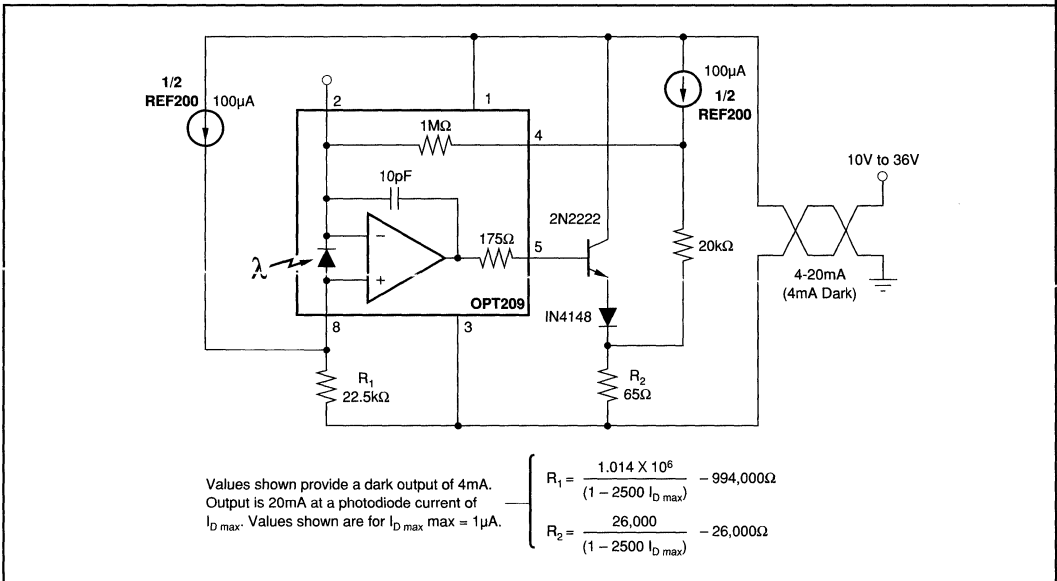 1/2
REF200
100µA
2
1
100µA
1/2
REF200
1MΩ
4
10pF
10V to 36V
2N2222
175Ω
5
20kΩ
−
+
λ
OPT209
4-20mA
(4mA Dark)
8
3
IN4148
R1
22.5kΩ
R2
65Ω
Values shown provide a dark output of 4mA.
Output is 20mA at a photodiode current of
ID max. Values shown are for ID max max = 1µA.
R1 = 1.014 X 10^6 / (1 – 2500 ID max) – 994,000Ω
R2 = 26,000 / (1 – 2500 ID max) – 26,000Ω